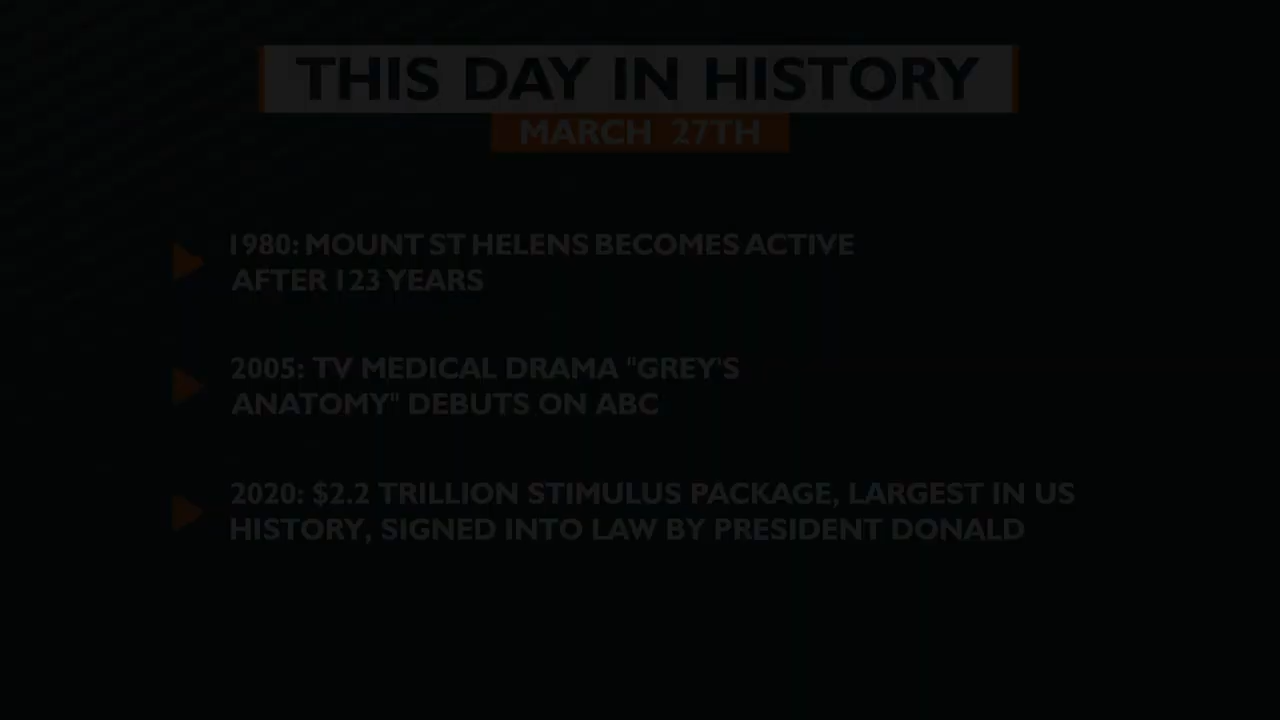 THIS DAY IN HISTORY
MARCH 27TH
1980: MOUNT ST HELENS BECOMES ACTIVE
AFTER 123 YEARS
2005: TV MEDICAL DRAMA "GREY'S
ANATOMY" DEBUTS ON ABC
2020: $2.2 TRILLION STIMULUS PACKAGE, LARGEST IN US
HISTORY, SIGNED INTO LAW BY PRESIDENT DONALD